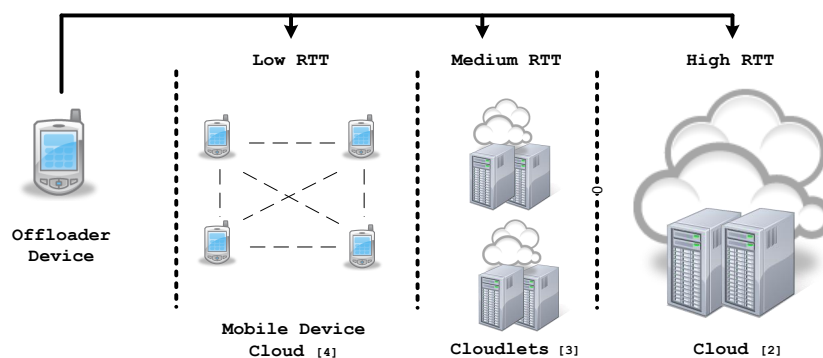 Low RTT
Medium RTT
High RTT
Offloader
Device
Mobile Device
Cloud [4]
Cloudlets [3]
Cloud [2]